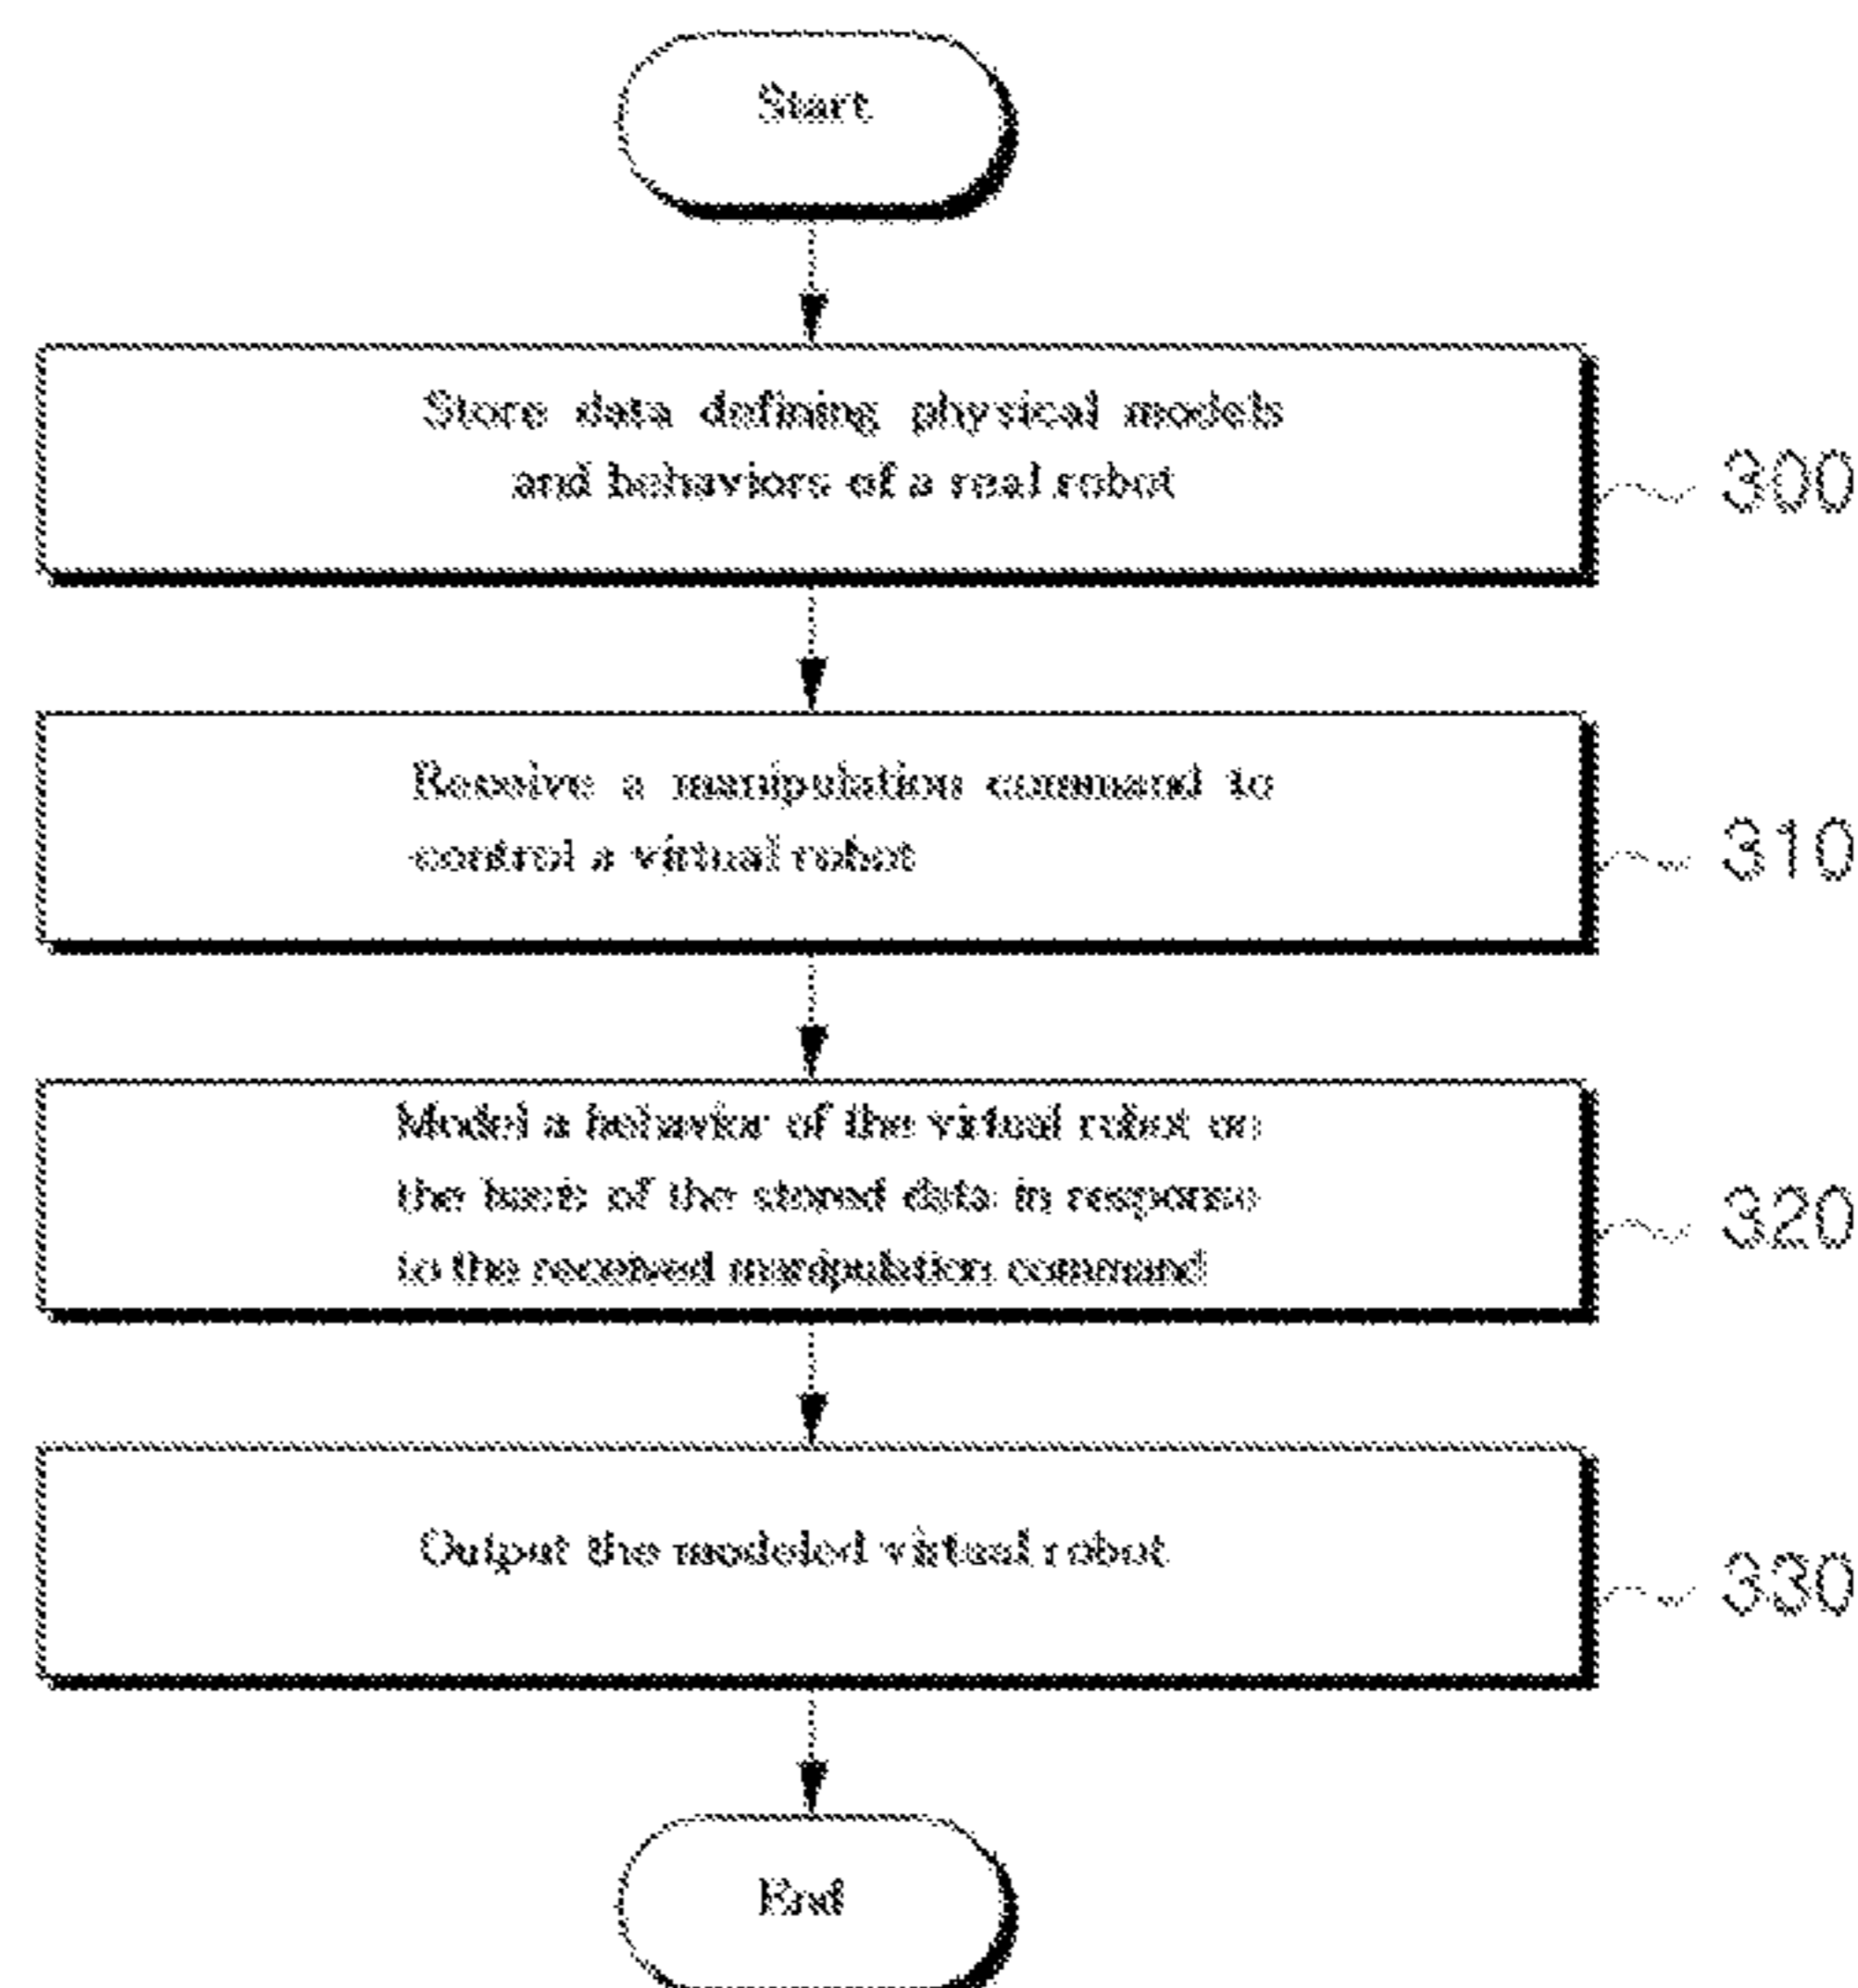 Start
Store data defining physical models
and behaviors of a real robot
300
Receive a manipulation command to
control a virtual robot
310
Model a behavior of the virtual robot on
the basis of the stored data in response
to the received manipulation command
320
Output the modeled virtual robot
330
End